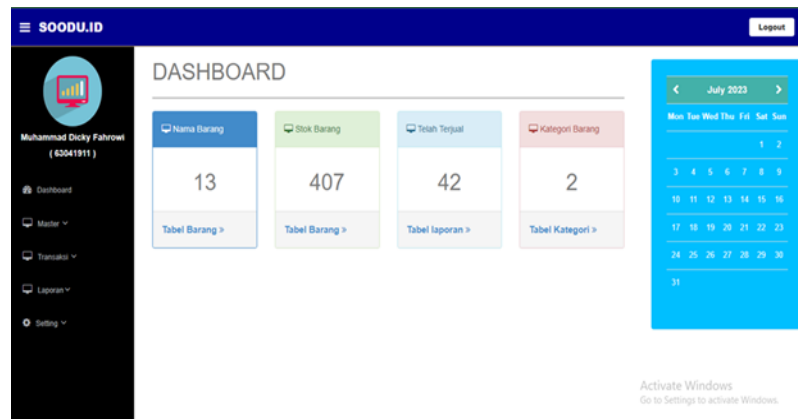 SOODU.ID
Logout
Muhammad Dicky Fahrowi
( 63041911 )
Dashboard
Master
Transaksi
Laporan
Setting
DASHBOARD
Nama Barang
13
Tabel Barang »
Stok Barang
407
Tabel Barang »
Telah Terjual
42
Tabel laporan »
Kategori Barang
2
Tabel Kategori »
July 2023
Mon Tue Wed Thu Fri Sat Sun
1 2
3 4 5 6 7 8 9
10 11 12 13 14 15 16
17 18 19 20 21 22 23
24 25 26 27 28 29 30
31
Activate Windows
Go to Settings to activate Windows.